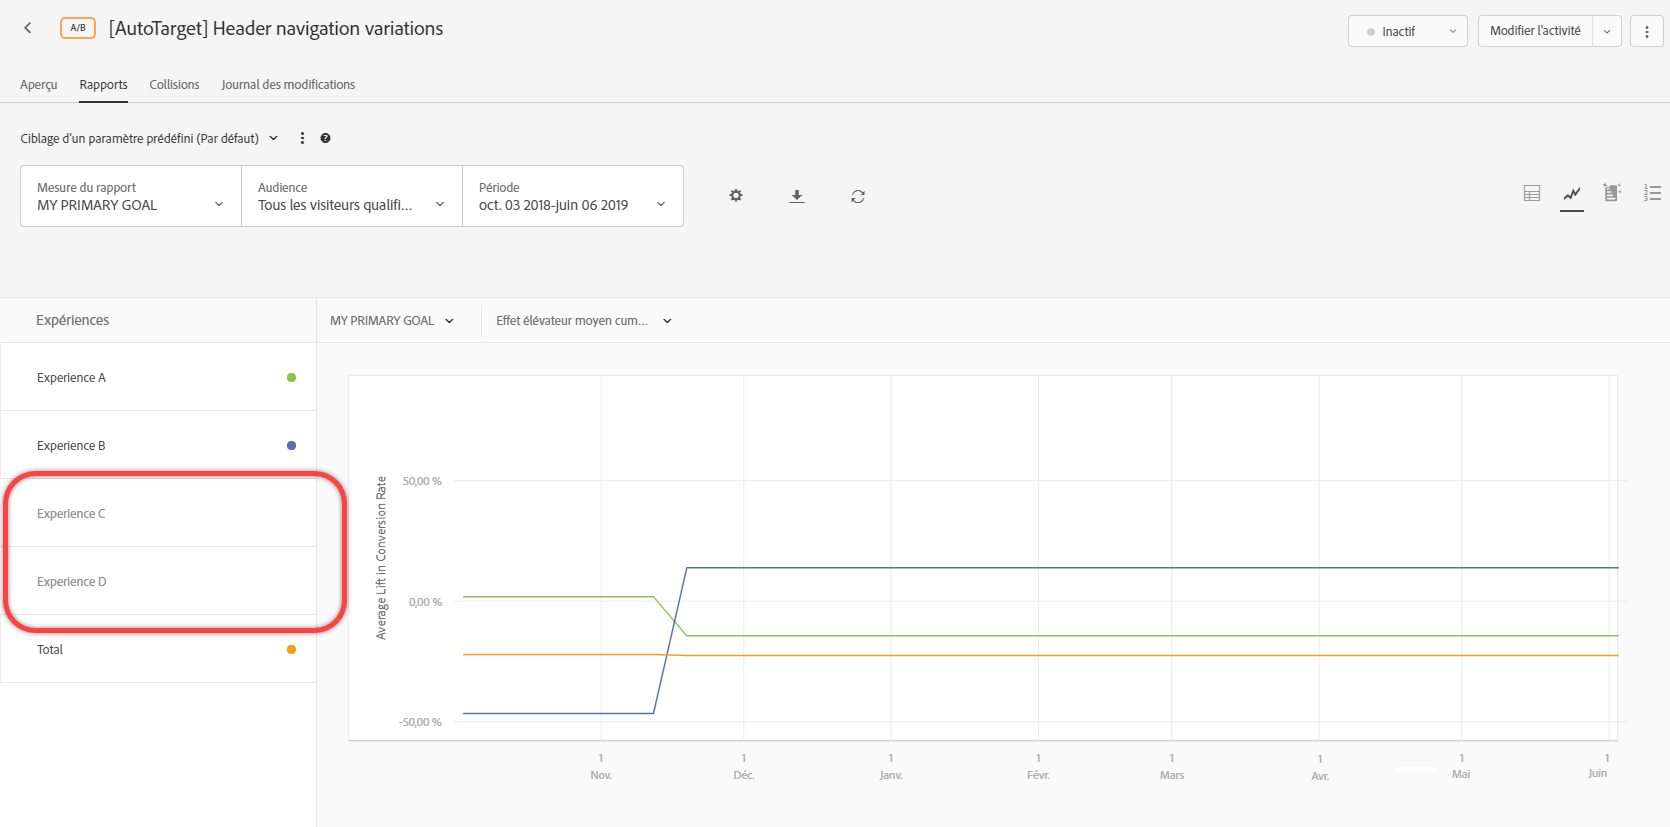 A/B [AutoTarget] Header navigation variations
Inactif
Modifier l'activité
Aperçu Rapports Collisions Journal des modifications
Ciblage d'un paramètre prédéfini (Par défaut)
Mesure du rapport
MY PRIMARY GOAL
Audience
Tous les visiteurs qualifi...
Période
oct. 03 2018-juin 06 2019
Expériences
MY PRIMARY GOAL
Effet élévateur moyen cum...
Experience A
Experience B
Experience C
Experience D
Total
Average Lift in Conversion Rate
50,00 %
0,00 %
-50,00 %
1 1 1 1 1 1 1 1
Nov. Déc. Janv. Févr. Mars Avr. Mai Juin